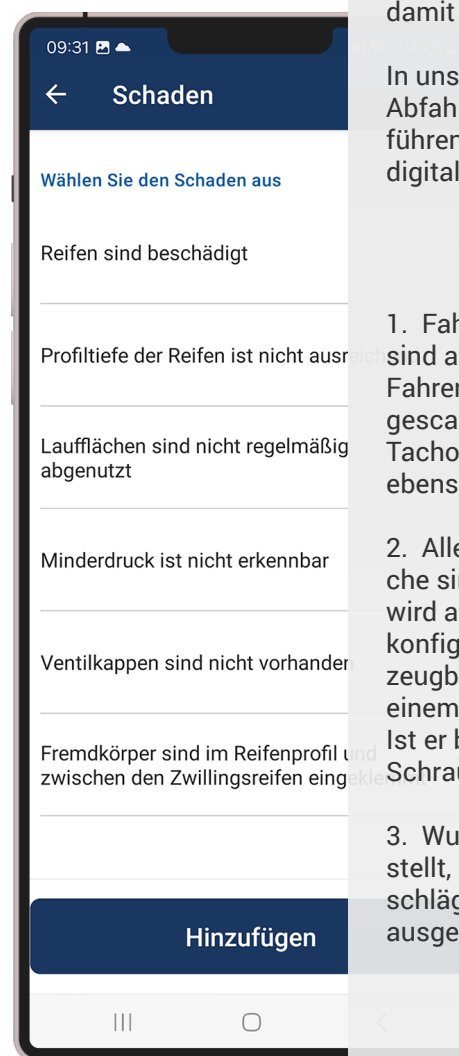 09:31
Schaden
Wählen Sie den Schaden aus
Reifen sind beschädigt
Profiltiefe der Reifen ist nicht
Laufflächen sind nicht regelmäßig
abgenutzt
Minderdruck ist nicht erkennbar
Ventilkappen sind nicht vorhanden
Fremdkörper sind im Reifenprofil und
zwischen den Zwillingsreifen eingeklemmt
Hinzufügen
damit
In uns
Abfah
führen
digital
1. Fah
sind a
Fahre
gesca
Tacho
ebens
2. Alle
che si
wird a
konfig
zeugb
einem
Ist er b
Schrau
3. Wu
stellt,
schläg
ausge